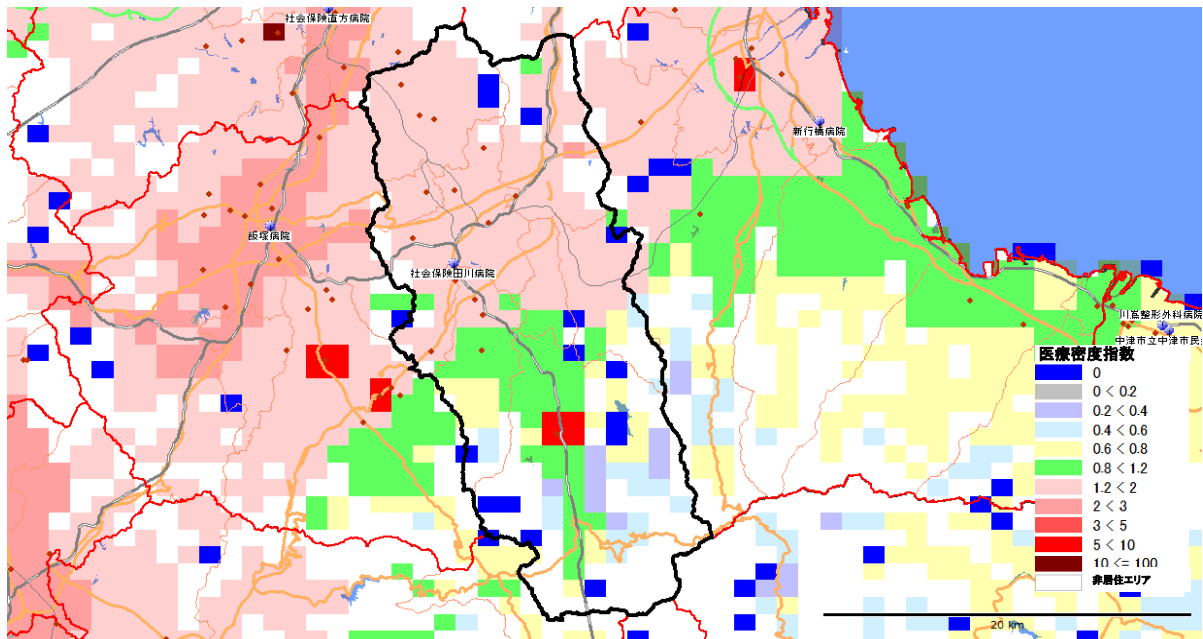 社会保険直方病院
新行橋病院
飯塚病院
社会保険田川病院
川嶌整形外科病院
中津市立中津市民
医療密度指数
0
0 < 0.2
0.2 < 0.4
0.4 < 0.6
0.6 < 0.8
0.8 < 1.2
1.2 < 2
2 < 3
3 < 5
5 < 10
10 <= 100
非居住エリア
20 km